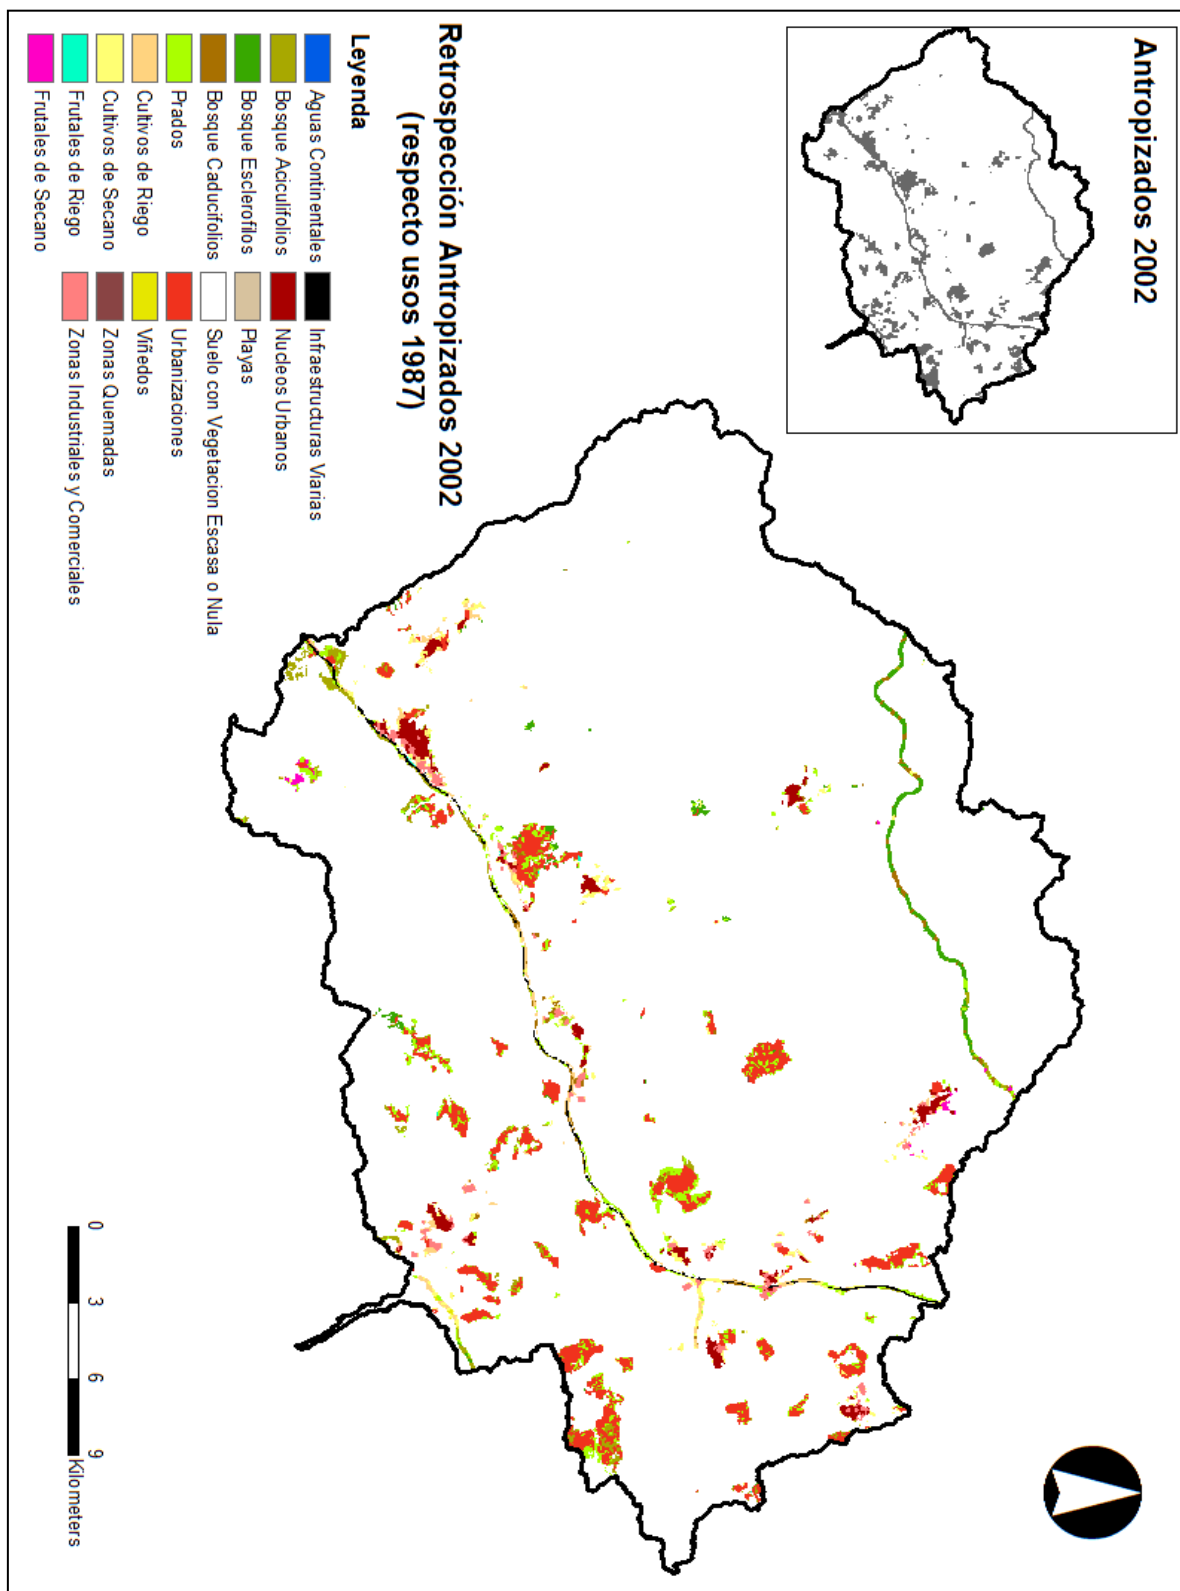 Antropizados 2002
Retrospección Antropizados 2002
(respecto usos 1987)
Leyenda
Aguas Continentales
Bosque Aciculifolios
Bosque Esclerofilos
Bosque Caducifolios
Prados
Cultivos de Riego
Cultivos de Secano
Frutales de Riego
Frutales de Secano
Infraestructuras Viarias
Nucleos Urbanos
Playas
Suelo con Vegetacion Escasa o Nula
Urbanizaciones
Viñedos
Zonas Quemadas
Zonas Industriales y Comerciales
0 3 6 9
Kilometers